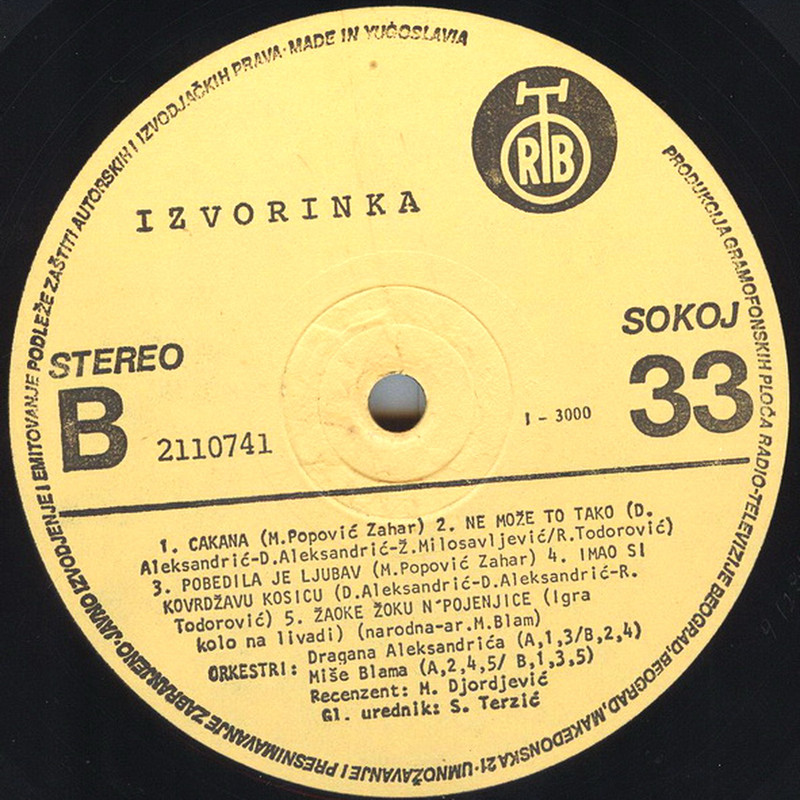 PRODUKCIJA GRAMOFONSKIH PLOČA RADIO-TELEVIZIJE BEOGRAD, BEOGRAD, MAKEDONSKA 21 · UMNOŽAVANJE I PRESNIMAVANJE ZABRANJENO · JAVNO IZVODJENJE I EMITOVANJE PODLEŽE ZAŠTITI AUTORSKIH I IZVODJAČKIH PRAVA · MADE IN YUGOSLAVIA
RTB
IZVORINKA
SOKOJ
STEREO
33
B
2110741
I - 3000
1. CAKANA (M.Popović Zahar) 2. NE MOŽE TO TAKO (D.
Aleksandrić-D.Aleksandrić-Ž.Milosavljević/R.Todorović)
3. POBEDILA JE LJUBAV (M.Popović Zahar) 4. IMAO SI
KOVRDŽAVU KOSICU (D.Aleksandrić-D.Aleksandrić-R.
Todorović) 5. ŽAOKE ŽOKU N'POJENJICE (Igra
kolo na livadi) (narodna-ar.M.Blam)
ORKESTRI: Dragana Aleksandrića (A,1,3/B,2,4)
Miše Blama (A,2,4,5/ B,1,3,5)
Recenzent: M. Djordjević
Gl. urednik: S. Terzić